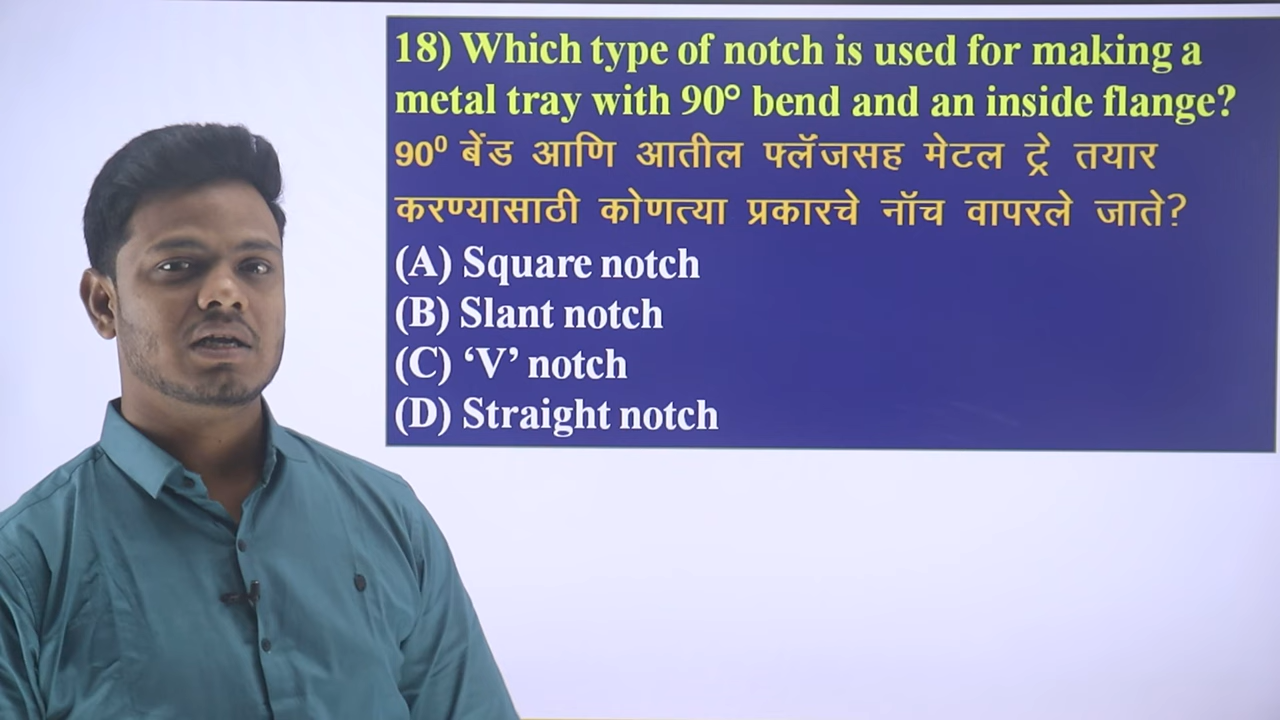 18) Which type of notch is used for making a
metal tray with 90° bend and an inside flange?
90⁰ बेंड आणि आतील फ्लॅंजसह मेटल ट्रे तयार
करण्यासाठी कोणत्या प्रकारचे नॉच वापरले जाते?
(A) Square notch
(B) Slant notch
(C) ‘V’ notch
(D) Straight notch